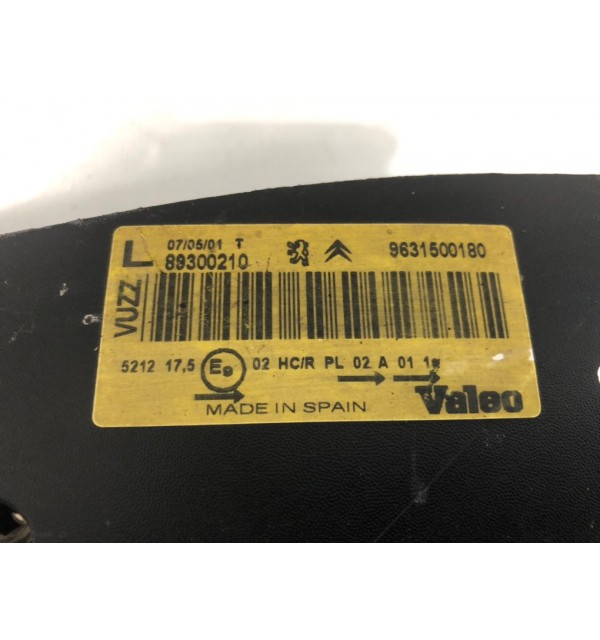 L 07/05/01 T
89300210 9631500180
VUZZ
5212 17,5 E9 02 HC/R PL 02 A 01
MADE IN SPAIN Valeo